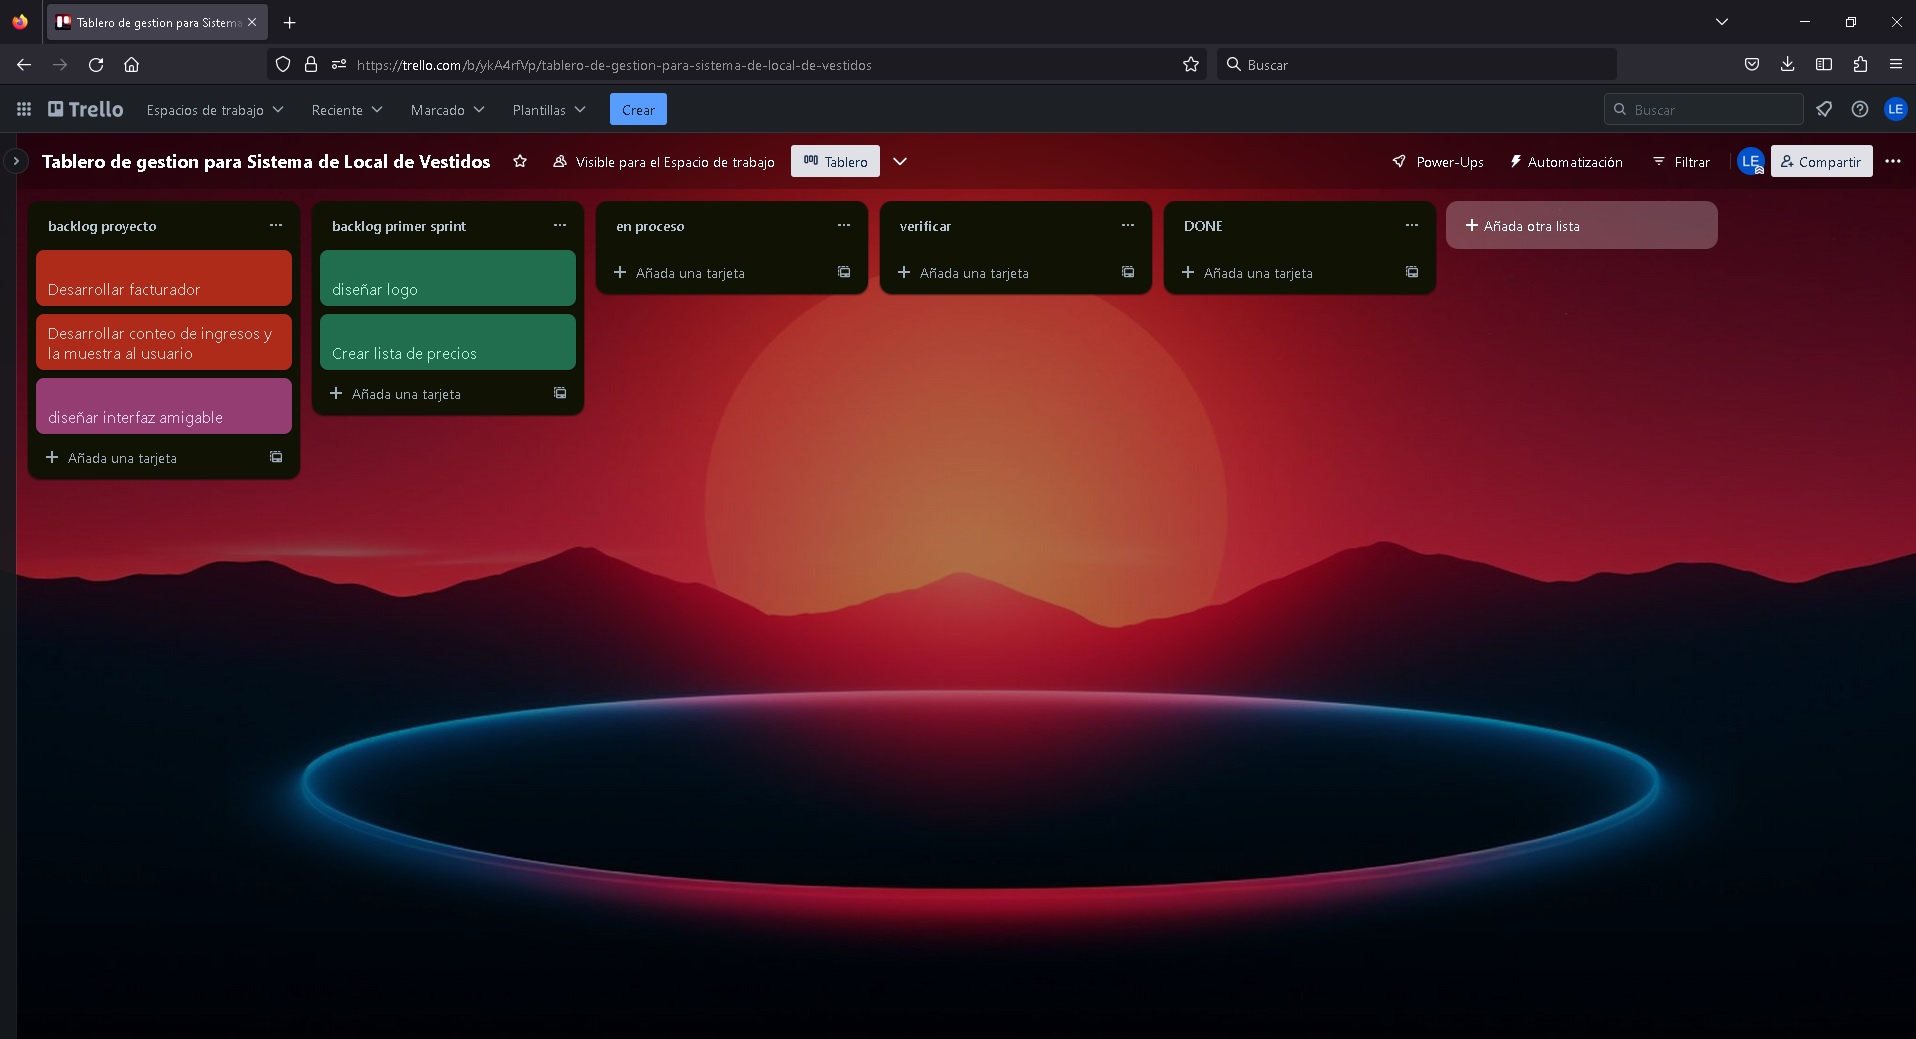 Tablero de gestion para Sistema
https://trello.com/b/ykA4rfVp/tablero-de-gestion-para-sistema-de-local-de-vestidos
Buscar
Trello
Espacios de trabajo
Reciente
Marcado
Plantillas
Crear
Buscar
LE
Tablero de gestion para Sistema de Local de Vestidos
Visible para el Espacio de trabajo
Tablero
Power-Ups
Automatización
Filtrar
LE
Compartir
backlog proyecto
Desarrollar facturador
Desarrollar conteo de ingresos y
la muestra al usuario
diseñar interfaz amigable
Añada una tarjeta
backlog primer sprint
diseñar logo
Crear lista de precios
Añada una tarjeta
en proceso
Añada una tarjeta
verificar
Añada una tarjeta
DONE
Añada una tarjeta
Añada otra lista